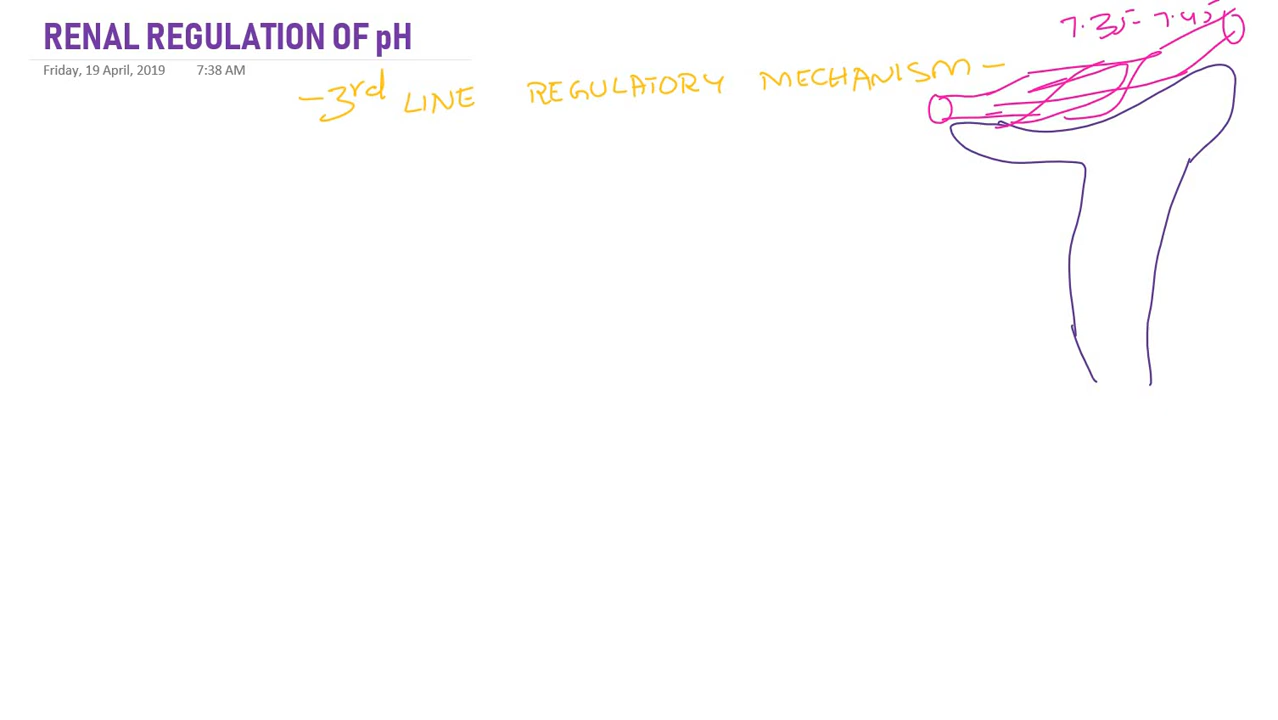 RENAL REGULATION OF pH
Friday, 19 April, 2019 7:38 AM
7.35- 7.45
-3rd LINE REGULATORY MECHANISM-